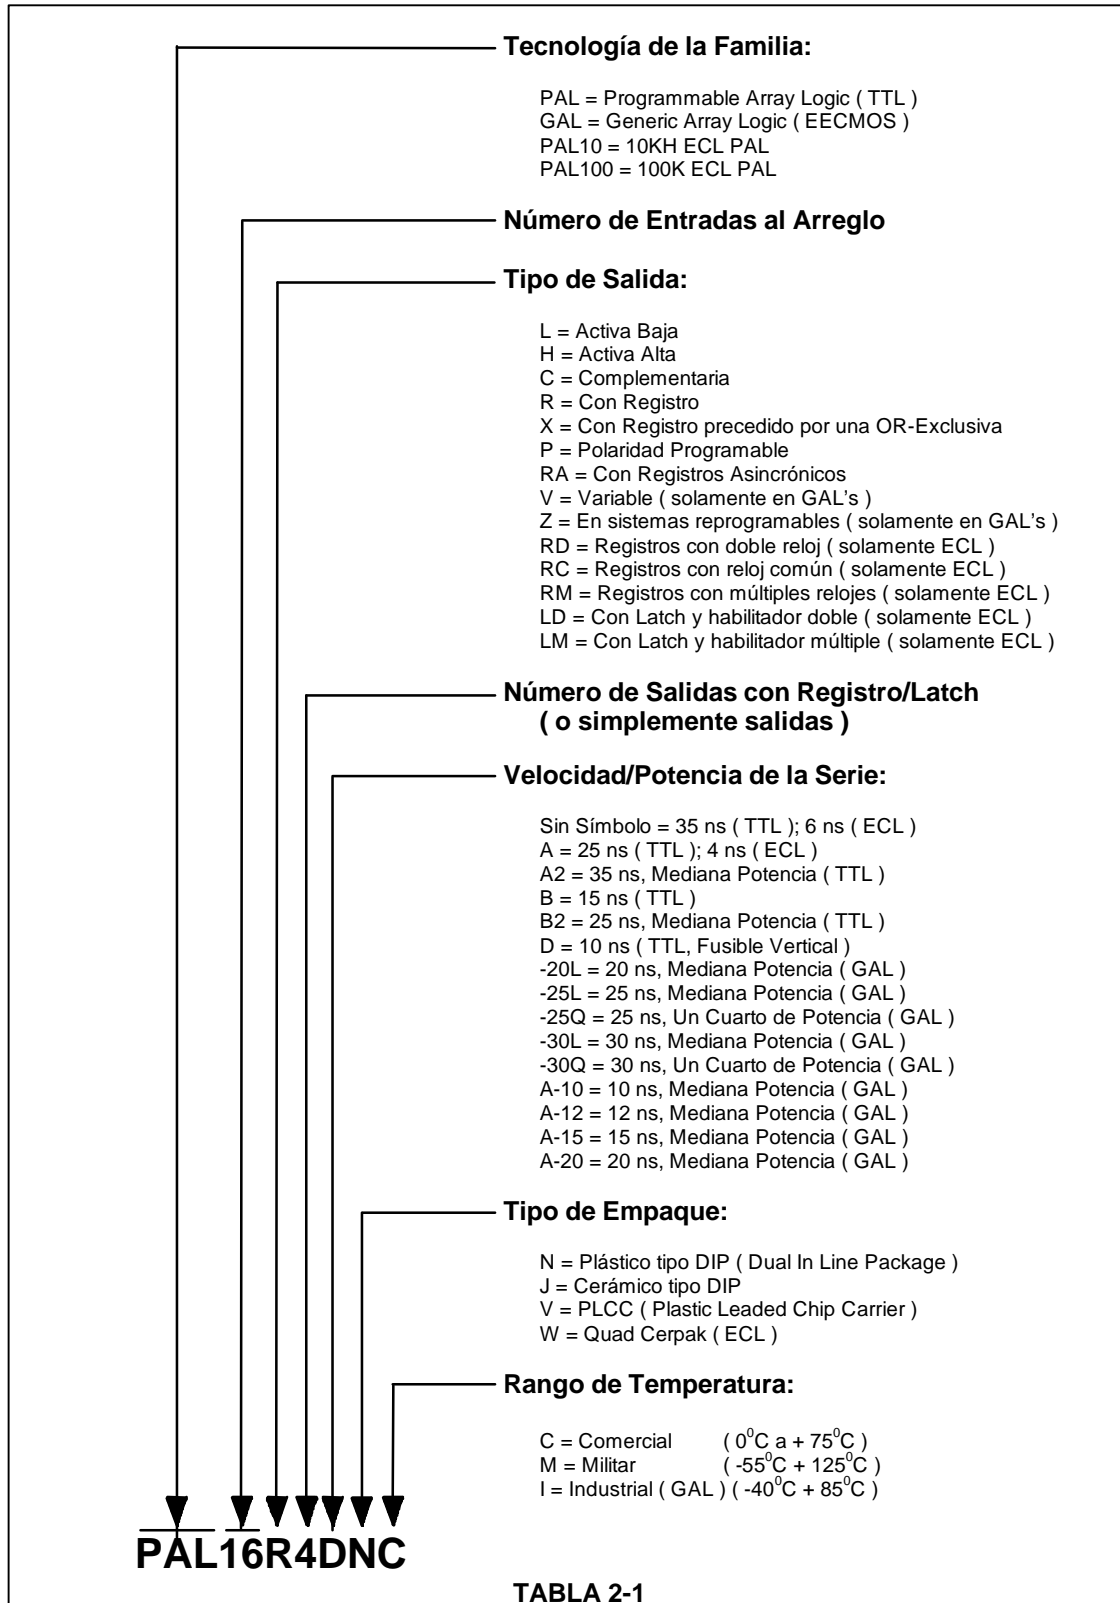 Tecnología de la Familia:
PAL = Programmable Array Logic ( TTL )
GAL = Generic Array Logic ( EECMOS )
PAL10 = 10KH ECL PAL
PAL100 = 100K ECL PAL
Número de Entradas al Arreglo
Tipo de Salida:
L = Activa Baja
H = Activa Alta
C = Complementaria
R = Con Registro
X = Con Registro precedido por una OR-Exclusiva
P = Polaridad Programable
RA = Con Registros Asincrónicos
V = Variable ( solamente en GAL's )
Z = En sistemas reprogramables ( solamente en GAL's )
RD = Registros con doble reloj ( solamente ECL )
RC = Registros con reloj común ( solamente ECL )
RM = Registros con múltiples relojes ( solamente ECL )
LD = Con Latch y habilitador doble ( solamente ECL )
LM = Con Latch y habilitador múltiple ( solamente ECL )
Número de Salidas con Registro/Latch
( o simplemente salidas )
Velocidad/Potencia de la Serie:
Sin Símbolo = 35 ns ( TTL ); 6 ns ( ECL )
A = 25 ns ( TTL ); 4 ns ( ECL )
A2 = 35 ns, Mediana Potencia ( TTL )
B = 15 ns ( TTL )
B2 = 25 ns, Mediana Potencia ( TTL )
D = 10 ns ( TTL, Fusible Vertical )
-20L = 20 ns, Mediana Potencia ( GAL )
-25L = 25 ns, Mediana Potencia ( GAL )
-25Q = 25 ns, Un Cuarto de Potencia ( GAL )
-30L = 30 ns, Mediana Potencia ( GAL )
-30Q = 30 ns, Un Cuarto de Potencia ( GAL )
A-10 = 10 ns, Mediana Potencia ( GAL )
A-12 = 12 ns, Mediana Potencia ( GAL )
A-15 = 15 ns, Mediana Potencia ( GAL )
A-20 = 20 ns, Mediana Potencia ( GAL )
Tipo de Empaque:
N = Plástico tipo DIP ( Dual In Line Package )
J = Cerámico tipo DIP
V = PLCC ( Plastic Leaded Chip Carrier )
W = Quad Cerpak ( ECL )
Rango de Temperatura:
C = Comercial ( 0⁰C a + 75⁰C )
M = Militar ( -55⁰C + 125⁰C )
I = Industrial ( GAL ) ( -40⁰C + 85⁰C )
PAL16R4DNC
TABLA 2-1